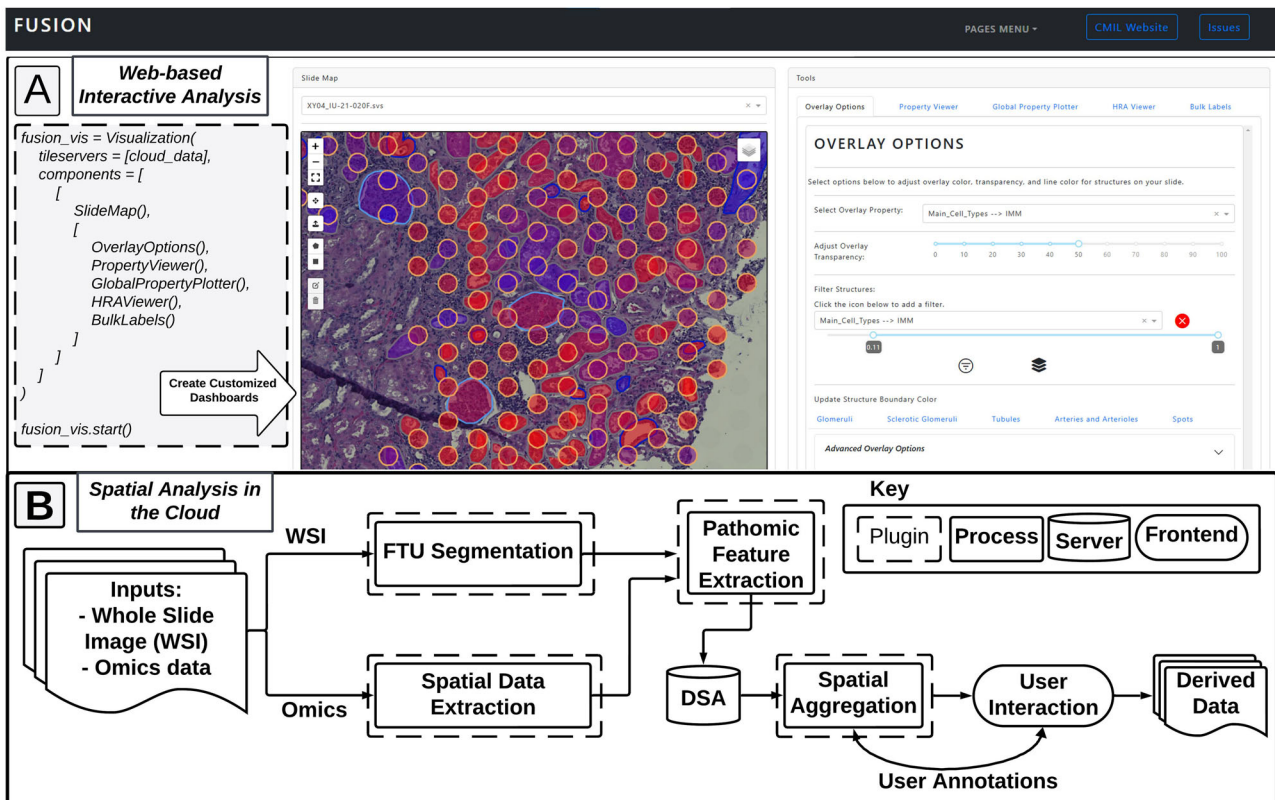 FUSION
PAGES MENU
CMIL Website
Issues
A
Web-based
Interactive Analysis
fusion_vis = Visualization(
tileservers = [cloud_data],
components = [
[
SlideMap(),
[
OverlayOptions(),
PropertyViewer(),
GlobalPropertyPlotter(),
HRAViewer(),
BulkLabels()
]
]
]
)
fusion_vis.start()
Create Customized
Dashboards
Slide Map
XY04_IU-21-020F.svs
Tools
Overlay Options
Property Viewer
Global Property Plotter
HRA Viewer
Bulk Labels
OVERLAY OPTIONS
Select options below to adjust overlay color, transparency, and line color for structures on your slide.
Select Overlay Property:
Main_Cell_Types --> IMM
Adjust Overlay
Transparency:
0 10 20 30 40 50 60 70 80 90 100
Filter Structures:
Click the icon below to add a filter.
Main_Cell_Types --> IMM
0.11
1
Update Structure Boundary Color
Glomeruli
Sclerotic Glomeruli
Tubules
Arteries and Arterioles
Spots
Advanced Overlay Options
B
Spatial Analysis in
the Cloud
Inputs:
- Whole Slide
Image (WSI)
- Omics data
WSI
Omics
FTU Segmentation
Spatial Data
Extraction
Pathomic
Feature
Extraction
Key
Plugin
Process
Server
Frontend
DSA
Spatial
Aggregation
User
Interaction
Derived
Data
User Annotations